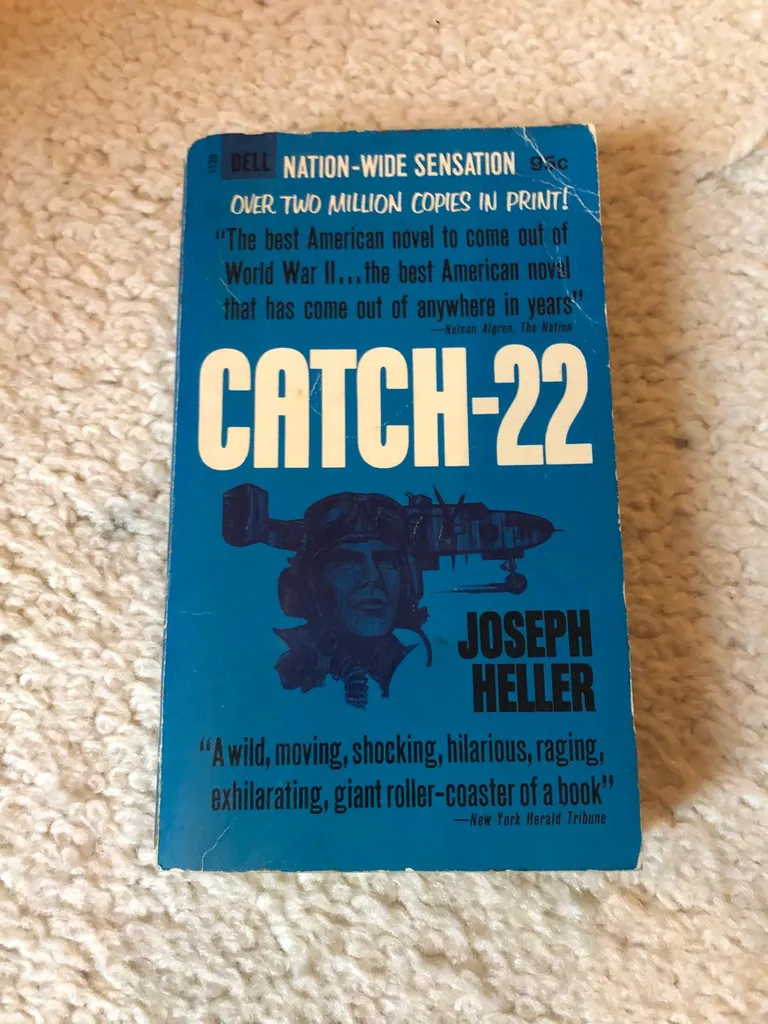 1120 DELL NATION-WIDE SENSATION 95c
OVER TWO MILLION COPIES IN PRINT!
“The best American novel to come out of
World War II...the best American novel
that has come out of anywhere in years”
—Nelson Algren, The Nation
CATCH-22
JOSEPH
HELLER
“A wild, moving, shocking, hilarious, raging,
exhilarating, giant roller-coaster of a book”
—New York Herald Tribune